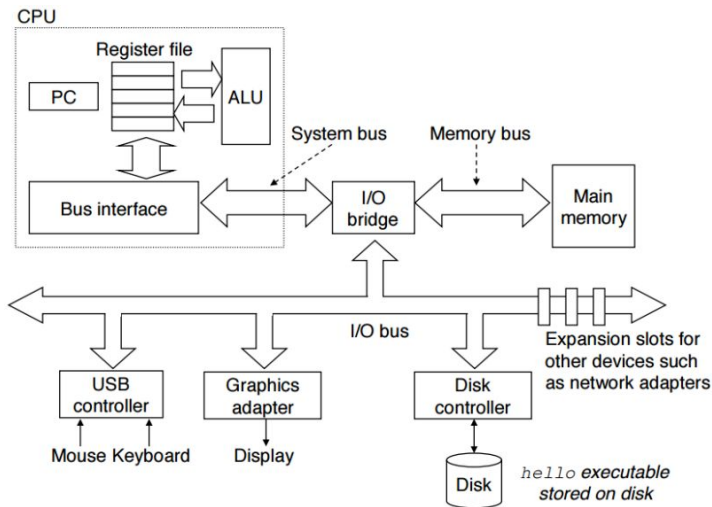 CPU
Register file
PC
ALU
System bus
Memory bus
Bus interface
I/O
bridge
Main
memory
I/O bus
Expansion slots for
other devices such
as network adapters
USB
controller
Graphics
adapter
Disk
controller
Mouse Keyboard
Display
Disk
hello executable
stored on disk